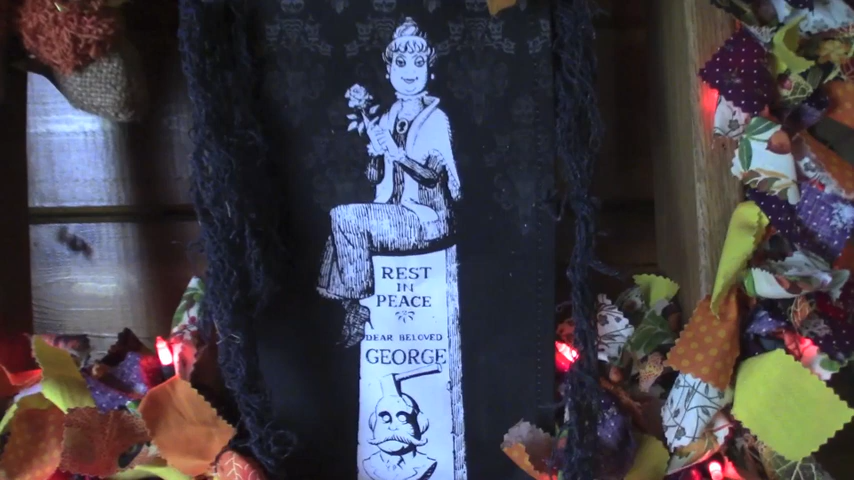 REST
IN
PEACE
DEAR BELOVED
GEORGE